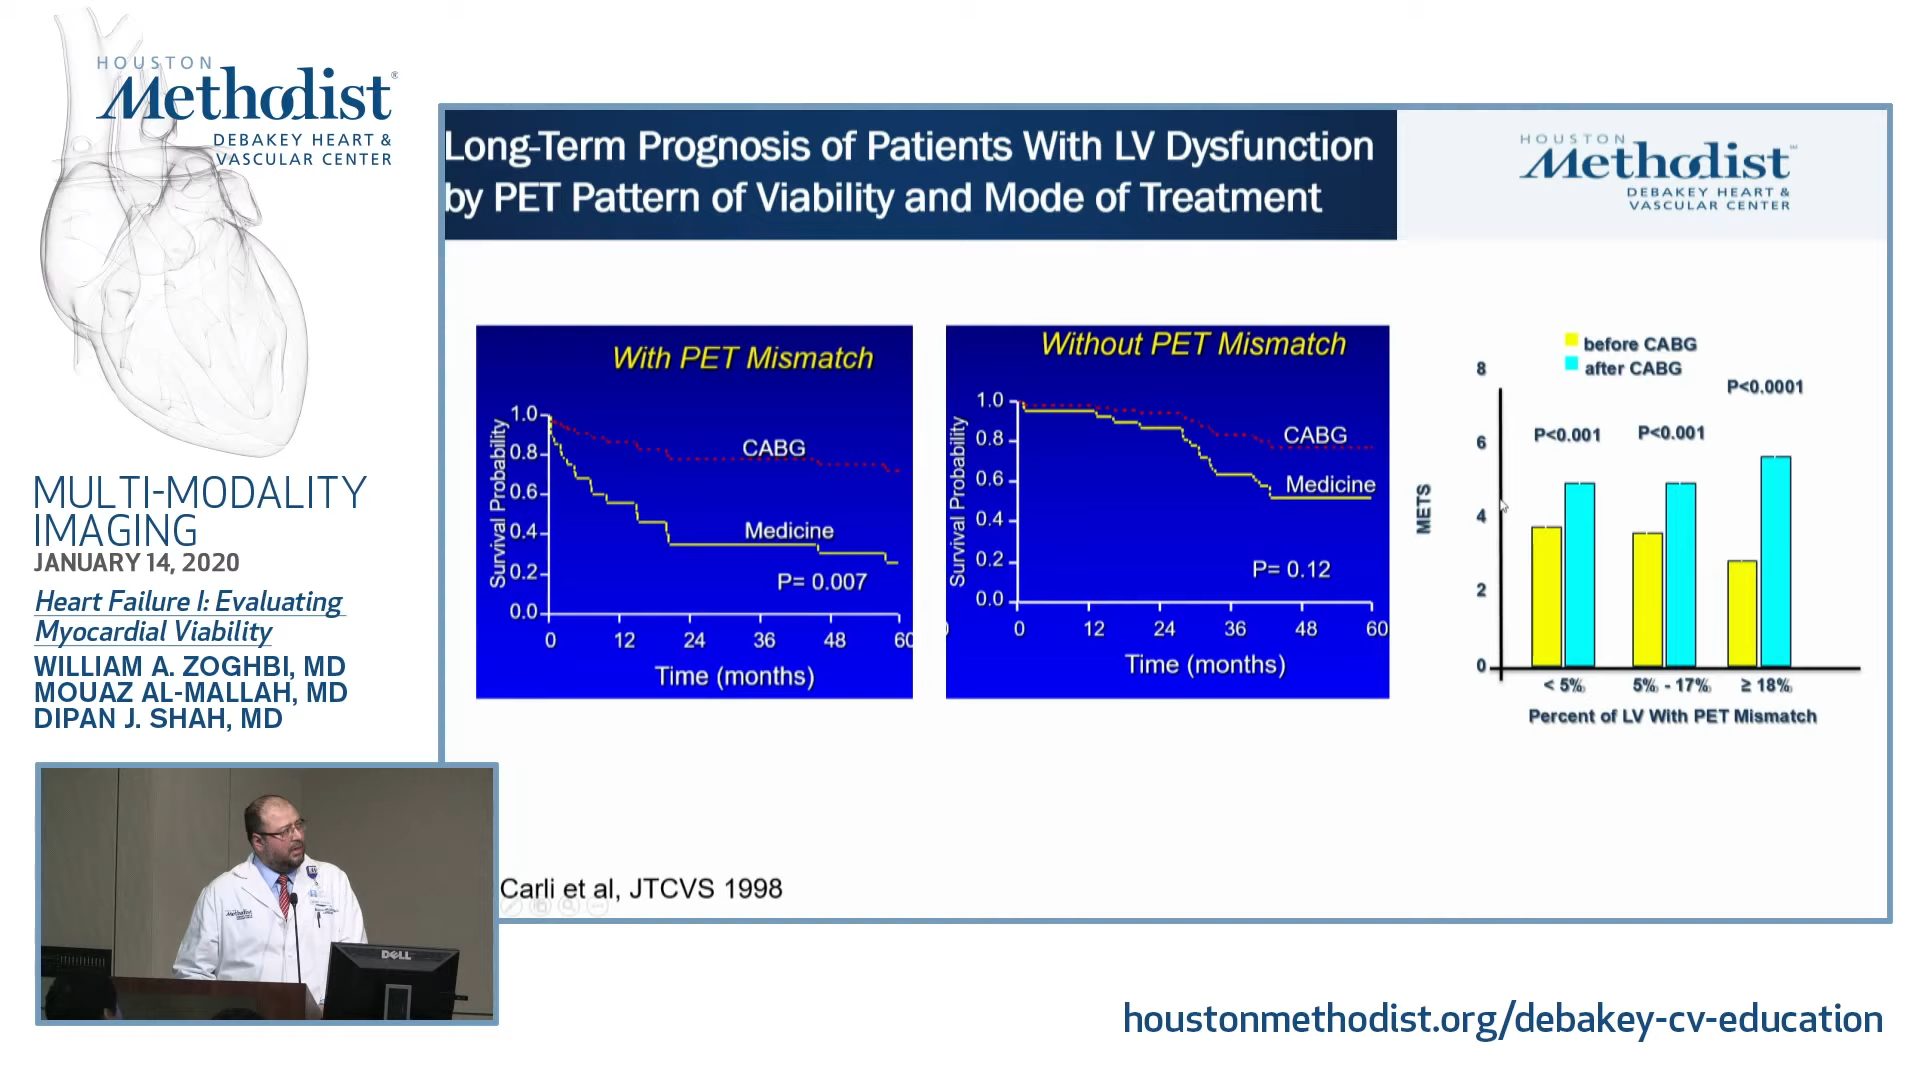 HOUSTON
Methodist
DEBAKEY HEART &
VASCULAR CENTER
MULTI-MODALITY
IMAGING
JANUARY 14, 2020
Heart Failure I: Evaluating
Myocardial Viability
WILLIAM A. ZOGHBI, MD
MOUAZ AL-MALLAH, MD
DIPAN J. SHAH, MD
Long-Term Prognosis of Patients With LV Dysfunction
by PET Pattern of Viability and Mode of Treatment
HOUSTON
Methodist
DEBAKEY HEART &
VASCULAR CENTER
With PET Mismatch
Survival Probability
1.0
0.8
0.6
0.4
0.2
0.0
CABG
Medicine
P= 0.007
0 12 24 36 48 60
Time (months)
Without PET Mismatch
Survival Probability
1.0
0.8
0.6
0.4
0.2
0.0
CABG
Medicine
P= 0.12
0 12 24 36 48 60
Time (months)
before CABG
after CABG
P<0.0001
P<0.001 P<0.001
METS
8
6
4
2
0
< 5% 5% - 17% ≥ 18%
Percent of LV With PET Mismatch
Carli et al, JTCVS 1998
Methodist
DELL
houstonmethodist.org/debakey-cv-education